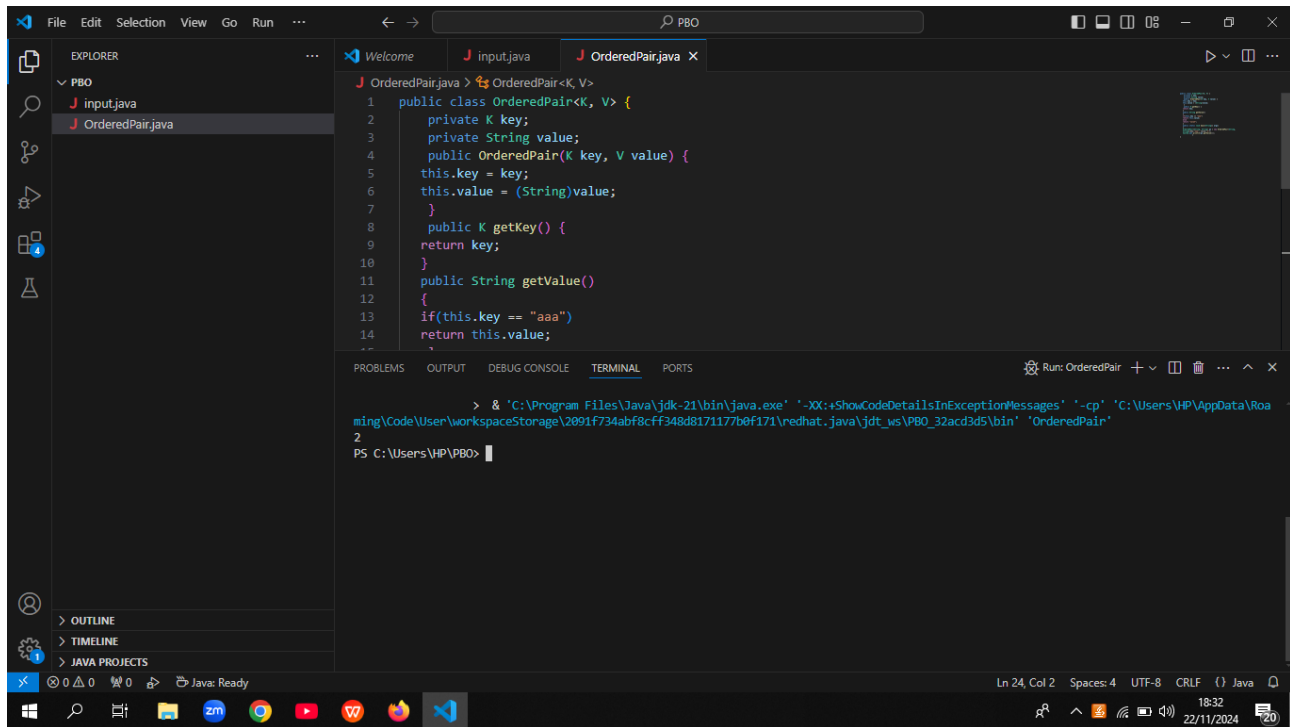 File Edit Selection View Go Run ··· ← → PBO
EXPLORER ···
PBO
J input.java
J OrderedPair.java
Welcome J input.java J OrderedPair.java ×
J OrderedPair.java > OrderedPair<K, V>
1 public class OrderedPair<K, V> {
2 private K key;
3 private String value;
4 public OrderedPair(K key, V value) {
5 this.key = key;
6 this.value = (String)value;
7 }
8 public K getKey() {
9 return key;
10 }
11 public String getValue()
12 {
13 if(this.key == "aaa")
14 return this.value;
PROBLEMS OUTPUT DEBUG CONSOLE TERMINAL PORTS Run: OrderedPair
> & 'C:\Program Files\Java\jdk-21\bin\java.exe' '-XX:+ShowCodeDetailsInExceptionMessages' '-cp' 'C:\Users\HP\AppData\Roa
ming\Code\User\workspaceStorage\2091f734abf8cff348d8171177b0f171\redhat.java\jdt_ws\PBO_32acd3d5\bin' 'OrderedPair'
2
PS C:\Users\HP\PBO>
4
OUTLINE
TIMELINE
JAVA PROJECTS
1
0 0 0 Java: Ready Ln 24, Col 2 Spaces: 4 UTF-8 CRLF {} Java
zm W 18:32
22/11/2024 20